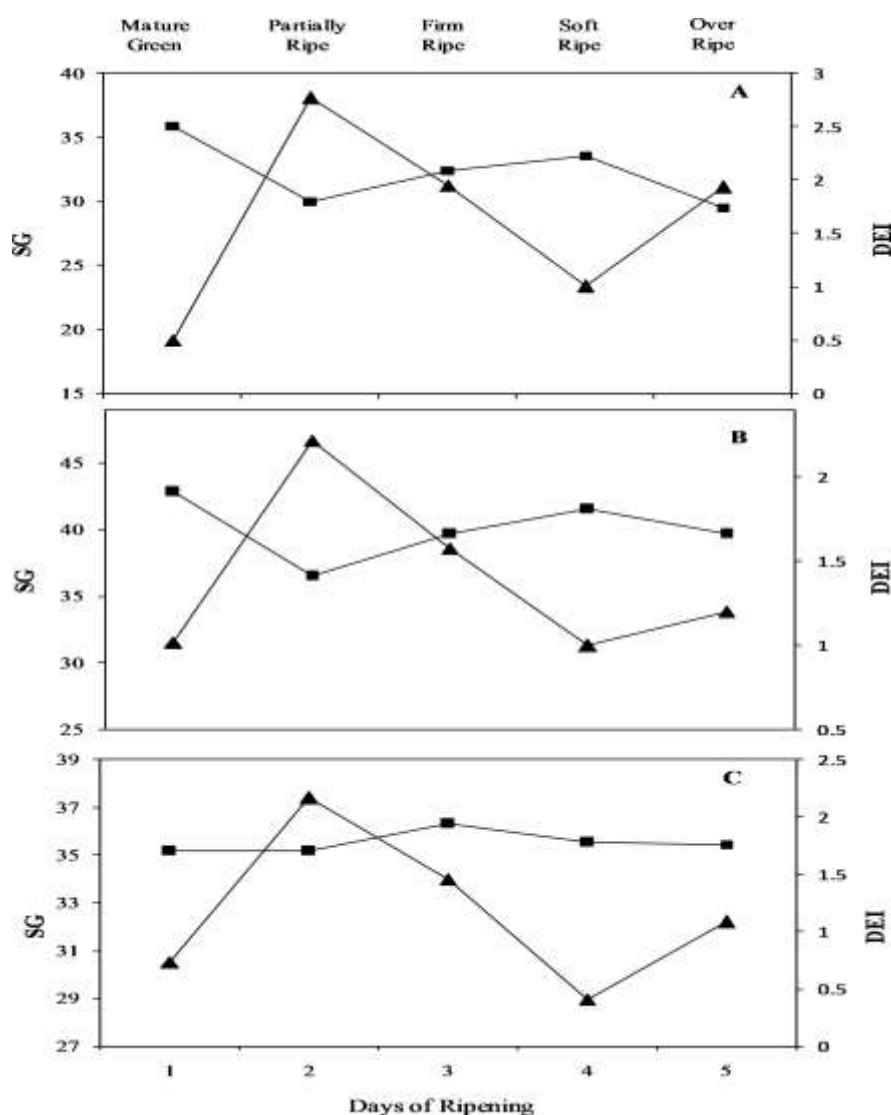 Mature Green
Partially Ripe
Firm Ripe
Soft Ripe
Over Ripe
40
35
30
25
20
15
SG
3
2.5
2
1.5
1
0.5
0
DEI
A
45
40
35
30
25
SG
2
1.5
1
0.5
DEI
B
39
37
35
33
31
29
27
SG
2.5
2
1.5
1
0.5
0
DEI
C
1 2 3 4 5
Days of Ripening